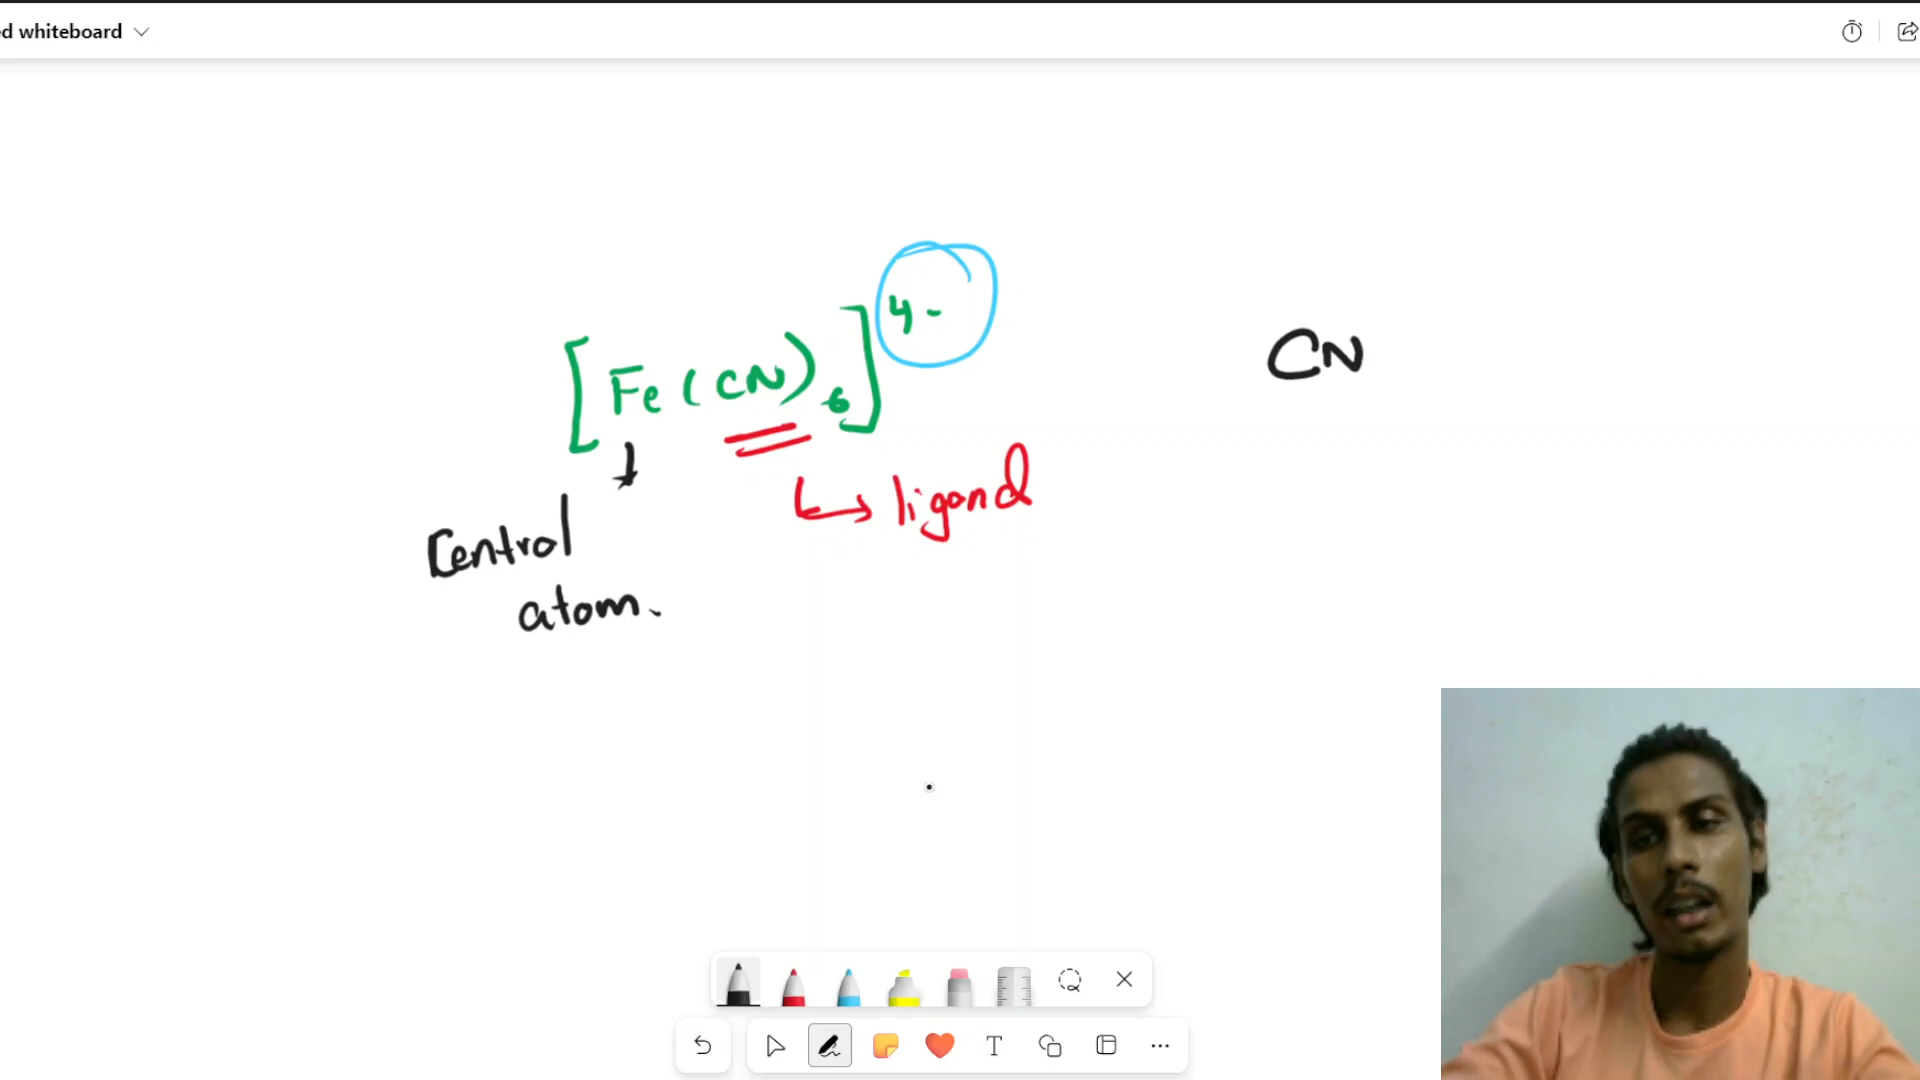 d whiteboard
[Fe(CN)6]4-
CN
ligand
Central
atom.
T